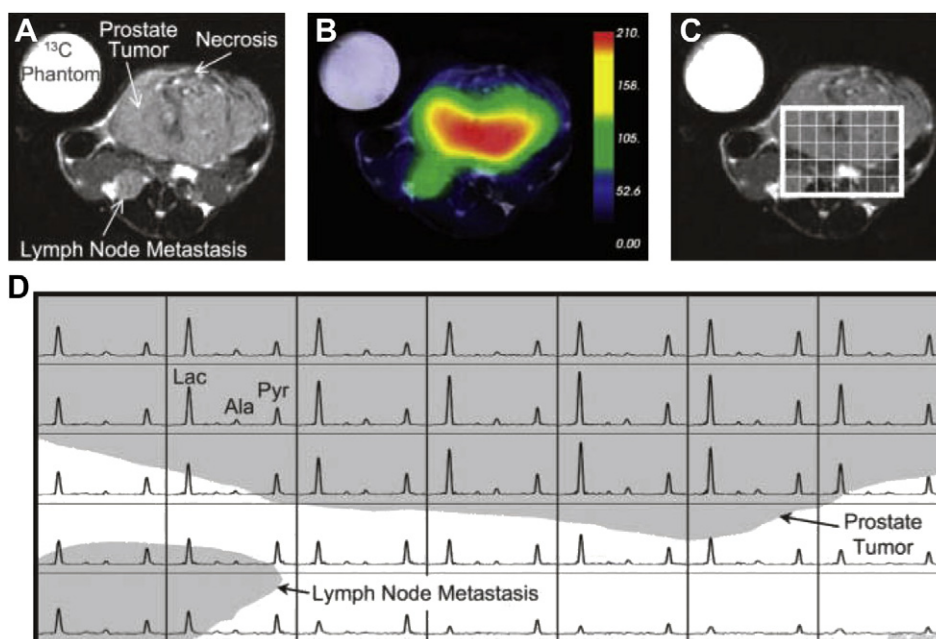 A
Prostate
Tumor
Necrosis
13C
Phantom
Lymph Node Metastasis
B
210.
158.
105.
52.6
0.00
C
D
Lac
Ala
Pyr
Prostate
Tumor
Lymph Node Metastasis